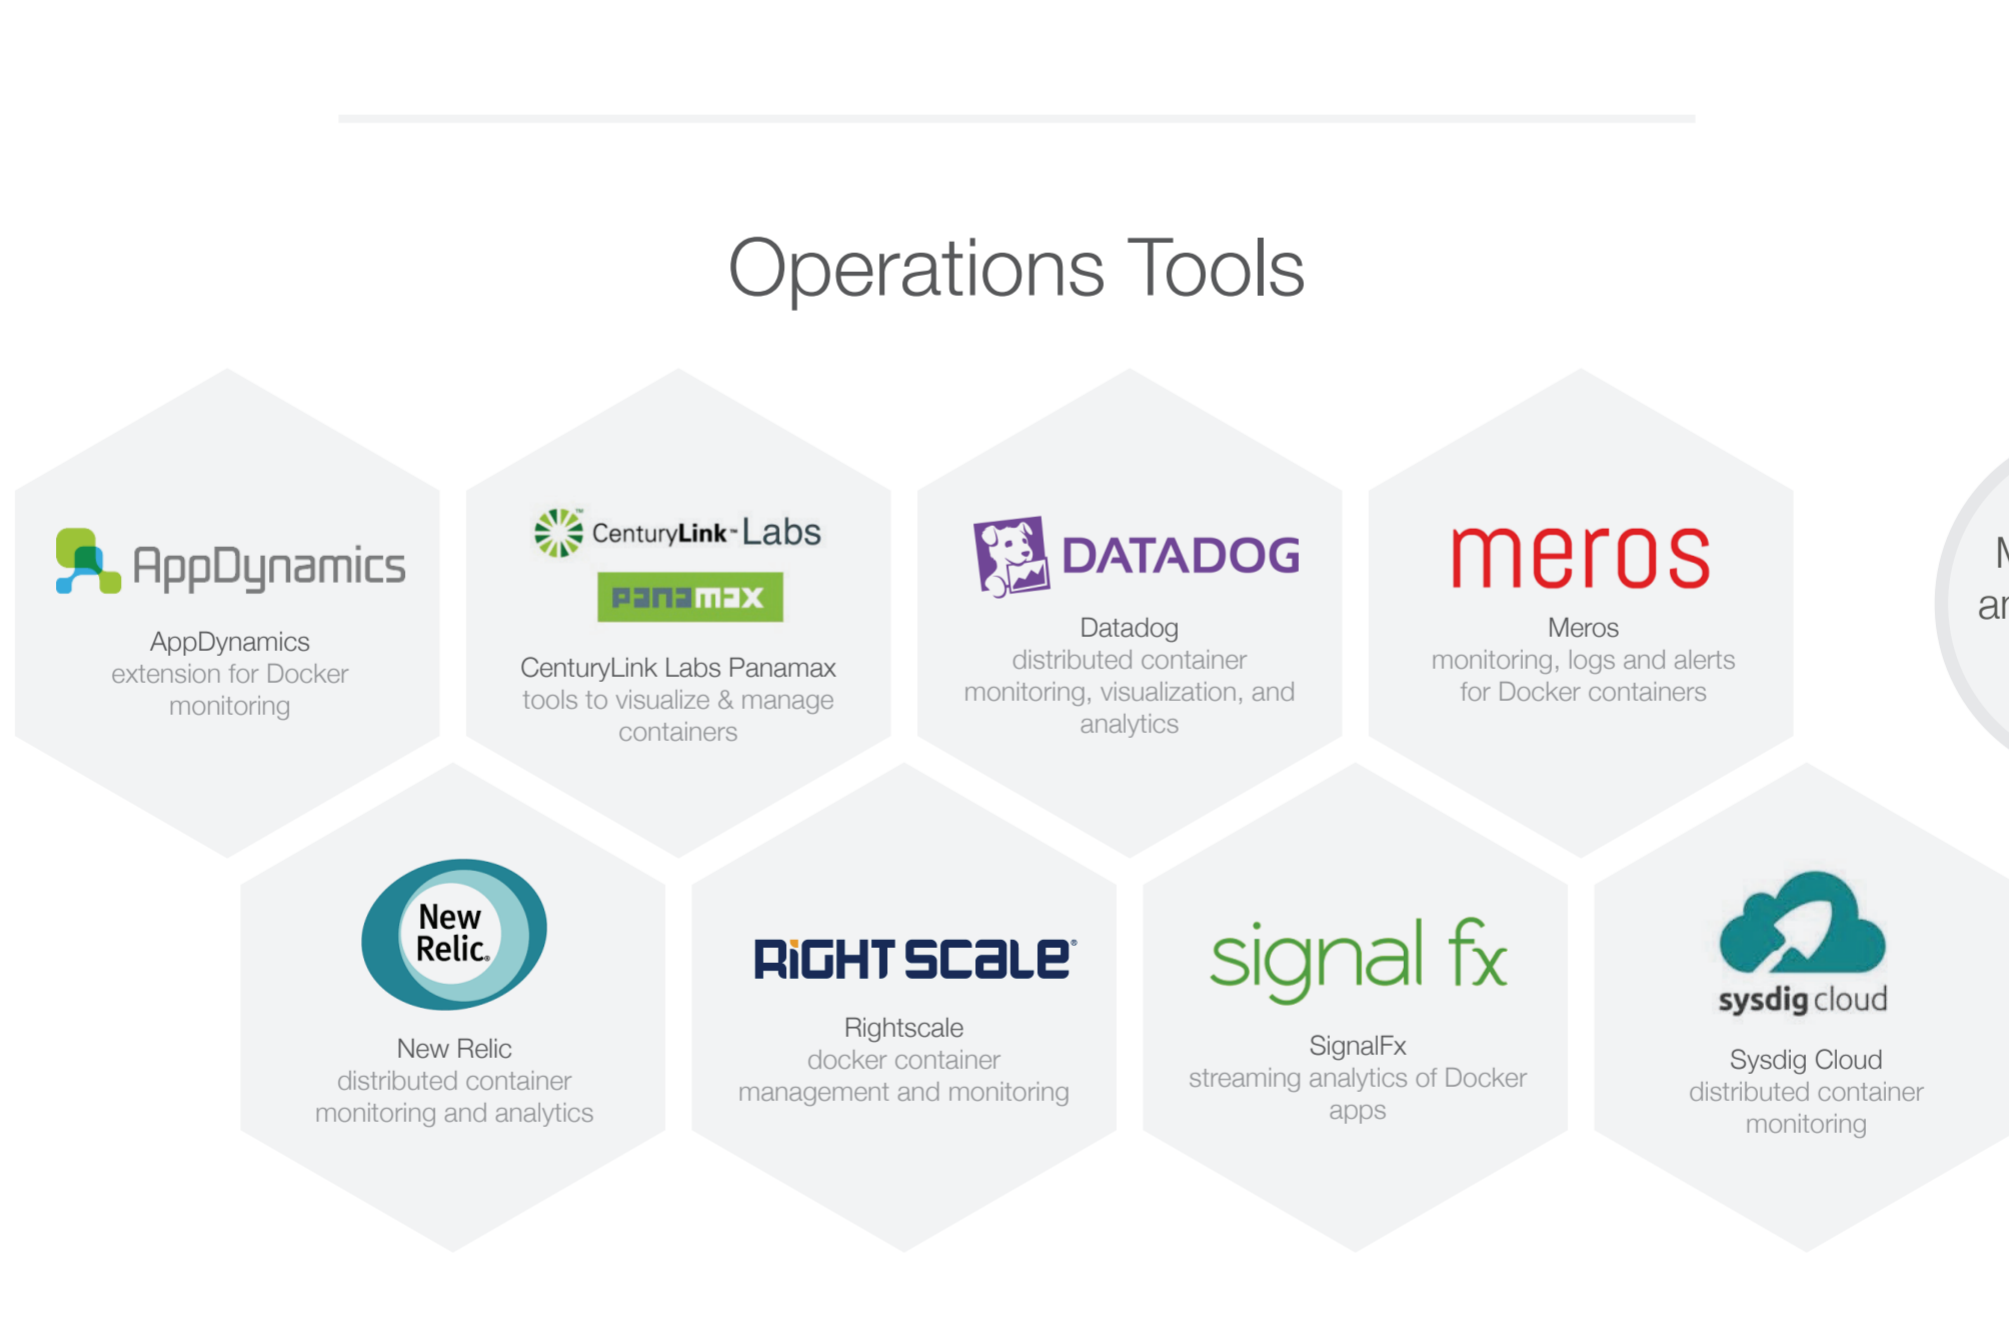 Operations Tools
AppDynamics
AppDynamics
extension for Docker
monitoring
CenturyLink™ Labs
panamax
CenturyLink Labs Panamax
tools to visualize & manage
containers
DATADOG
Datadog
distributed container
monitoring, visualization, and
analytics
meros
Meros
monitoring, logs and alerts
for Docker containers
New
Relic.
New Relic
distributed container
monitoring and analytics
RIGHTSCALE®
Rightscale
docker container
management and monitoring
signal fx
SignalFx
streaming analytics of Docker
apps
sysdig cloud
Sysdig Cloud
distributed container
monitoring